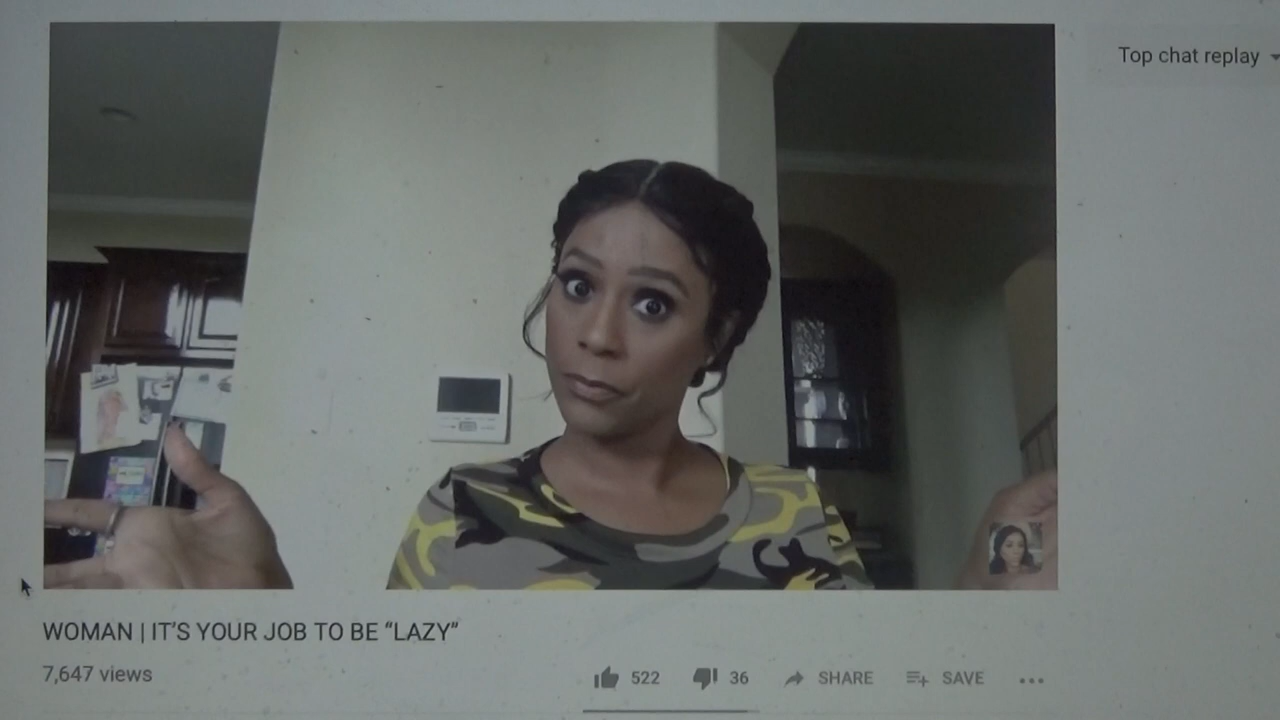 Top chat replay
WOMAN | IT'S YOUR JOB TO BE “LAZY”
7,647 views
522
36
SHARE
SAVE